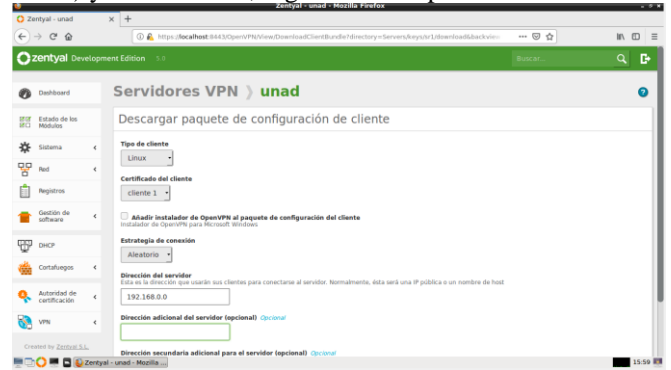 Zentyal - unad - Mozilla Firefox
Zentyal - unad
https://localhost:8443/OpenVPN/View/DownloadClientBundle?directory=Servers/keys/sr1/download&backview
zentyal Development Edition 5.0
Buscar...
Dashboard
Estado de los
Módulos
Sistema
Red
Registros
Gestión de
software
DHCP
Cortafuegos
Autoridad de
certificación
VPN
Created by Zentyal S.L.
Servidores VPN unad
Descargar paquete de configuración de cliente
Tipo de cliente
Linux
Certificado del cliente
cliente 1
Añadir instalador de OpenVPN al paquete de configuración del cliente
Instalador de OpenVPN para Microsoft Windows
Estrategia de conexión
Aleatorio
Dirección del servidor
Esta es la dirección que usarán sus clientes para conectarse al servidor. Normalmente, ésta será una IP pública o un nombre de host
192.168.0.0
Dirección adicional del servidor (opcional) Opcional
Dirección secundaria adicional para el servidor (opcional) Opcional
Zentyal - unad - Mozilla ...
15:59